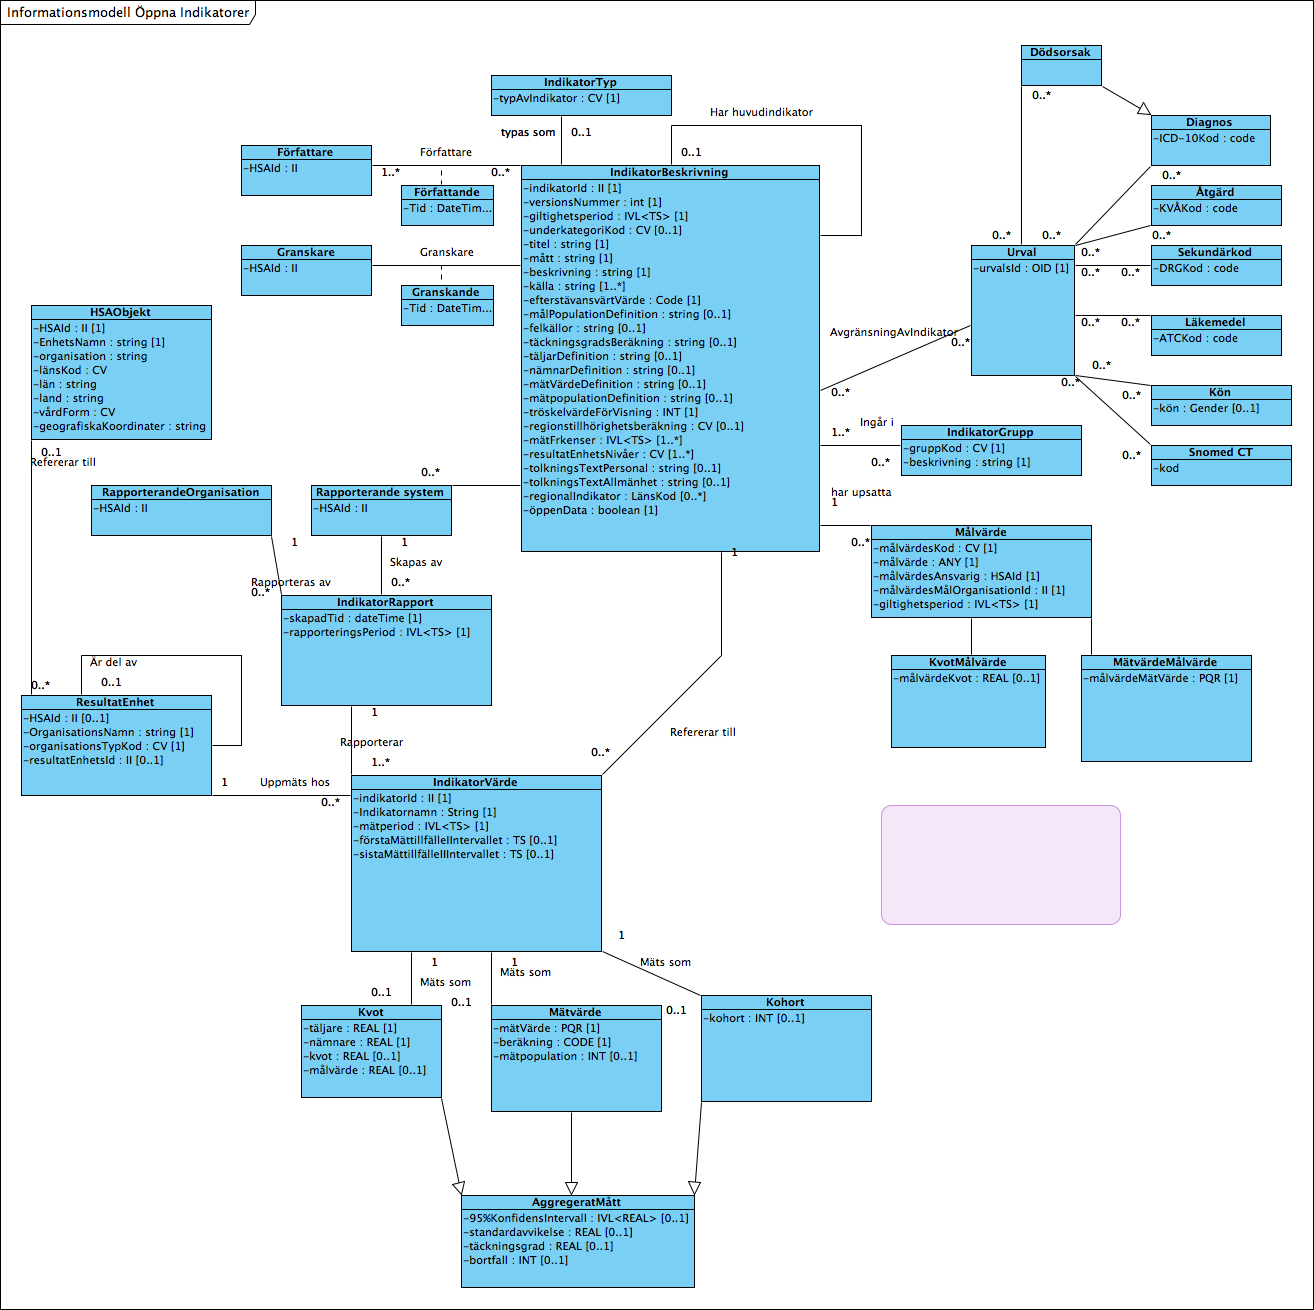 Informationsmodell Öppna Indikatorer
Dödsorsak
0..*
IndikatorTyp
-typAvIndikator : CV [1]
typas som
0..1
Har huvudindikator
0..1
Diagnos
-ICD-10Kod : code
0..*
Författare
-HSAId : II
Författare
1..*
0..*
Författande
-Tid : DateTim...
Granskare
-HSAId : II
Granskare
Granskande
-Tid : DateTim...
IndikatorBeskrivning
-indikatorId : II [1]
-versionsNummer : int [1]
-giltighetsperiod : IVL<TS> [1]
-underkategoriKod : CV [0..1]
-titel : string [1]
-mått : string [1]
-beskrivning : string [1]
-källa : string [1..*]
-efterstävansvärtVärde : Code [1]
-målPopulationDefinition : string [0..1]
-felkällor : string [0..1]
-täckningsgradsBeräkning : string [0..1]
-täljarDefinition : string [0..1]
-nämnarDefinition : string [0..1]
-mätVärdeDefinition : string [0..1]
-mätpopulationDefinition : string [0..1]
-tröskelvärdeFörVisning : INT [1]
-regionstillhörighetsberäkning : CV [0..1]
-mätFrkenser : IVL<TS> [1..*]
-resultatEnhetsNivåer : CV [1..*]
-tolkningsTextPersonal : string [0..1]
-tolkningsTextAllmänhet : string [0..1]
-regionalIndikator : LänsKod [0..*]
-öppenData : boolean [1]
Åtgärd
-KVÅKod : code
0..*
0..*
0..*
Urval
-urvalsId : OID [1]
0..*
Sekundärkod
-DRGKod : code
0..*
0..*
Läkemedel
-ATCKod : code
0..*
0..*
Kön
-kön : Gender [0..1]
0..*
0..*
Snomed CT
-kod
0..*
0..*
AvgränsningAvIndikator
0..*
0..*
Ingår i
1..*
0..*
IndikatorGrupp
-gruppKod : CV [1]
-beskrivning : string [1]
har upsatta
1
0..*
Målvärde
-målvärdesKod : CV [1]
-målvärde : ANY [1]
-målvärdesAnsvarig : HSAId [1]
-målvärdesMålOrganisationId : II [1]
-giltighetsperiod : IVL<TS> [1]
KvotMålvärde
-målvärdeKvot : REAL [0..1]
MätvärdeMålvärde
-målvärdeMätVärde : PQR [1]
HSAObjekt
-HSAId : II [1]
-EnhetsNamn : string [1]
-organisation : string
-länsKod : CV
-län : string
-land : string
-vårdForm : CV
-geografiskaKoordinater : string
0..1
Refererar till
0..*
RapporterandeOrganisation
-HSAId : II
1
Rapporteras av
0..*
0..*
Rapporterande system
-HSAId : II
1
Skapas av
0..*
IndikatorRapport
-skapadTid : dateTime [1]
-rapporteringsPeriod : IVL<TS> [1]
1
Rapporterar
1..*
Är del av
0..1
ResultatEnhet
-HSAId : II [0..1]
-OrganisationsNamn : string [1]
-organisationsTypKod : CV [1]
-resultatEnhetsId : II [0..1]
1
Uppmäts hos
0..*
1
Refererar till
0..*
IndikatorVärde
-indikatorId : II [1]
-Indikatornamn : String [1]
-mätperiod : IVL<TS> [1]
-förstaMättillfälleIIntervallet : TS [0..1]
-sistaMättillfälleIIntervallet : TS [0..1]
1
Mäts som
0..1
1
Mäts som
0..1
1
Mäts som
0..1
Kvot
-täljare : REAL [1]
-nämnare : REAL [1]
-kvot : REAL [0..1]
-målvärde : REAL [0..1]
Mätvärde
-mätVärde : PQR [1]
-beräkning : CODE [1]
-mätpopulation : INT [0..1]
Kohort
-kohort : INT [0..1]
AggregeratMått
-95%KonfidensIntervall : IVL<REAL> [0..1]
-standardavvikelse : REAL [0..1]
-täckningsgrad : REAL [0..1]
-bortfall : INT [0..1]